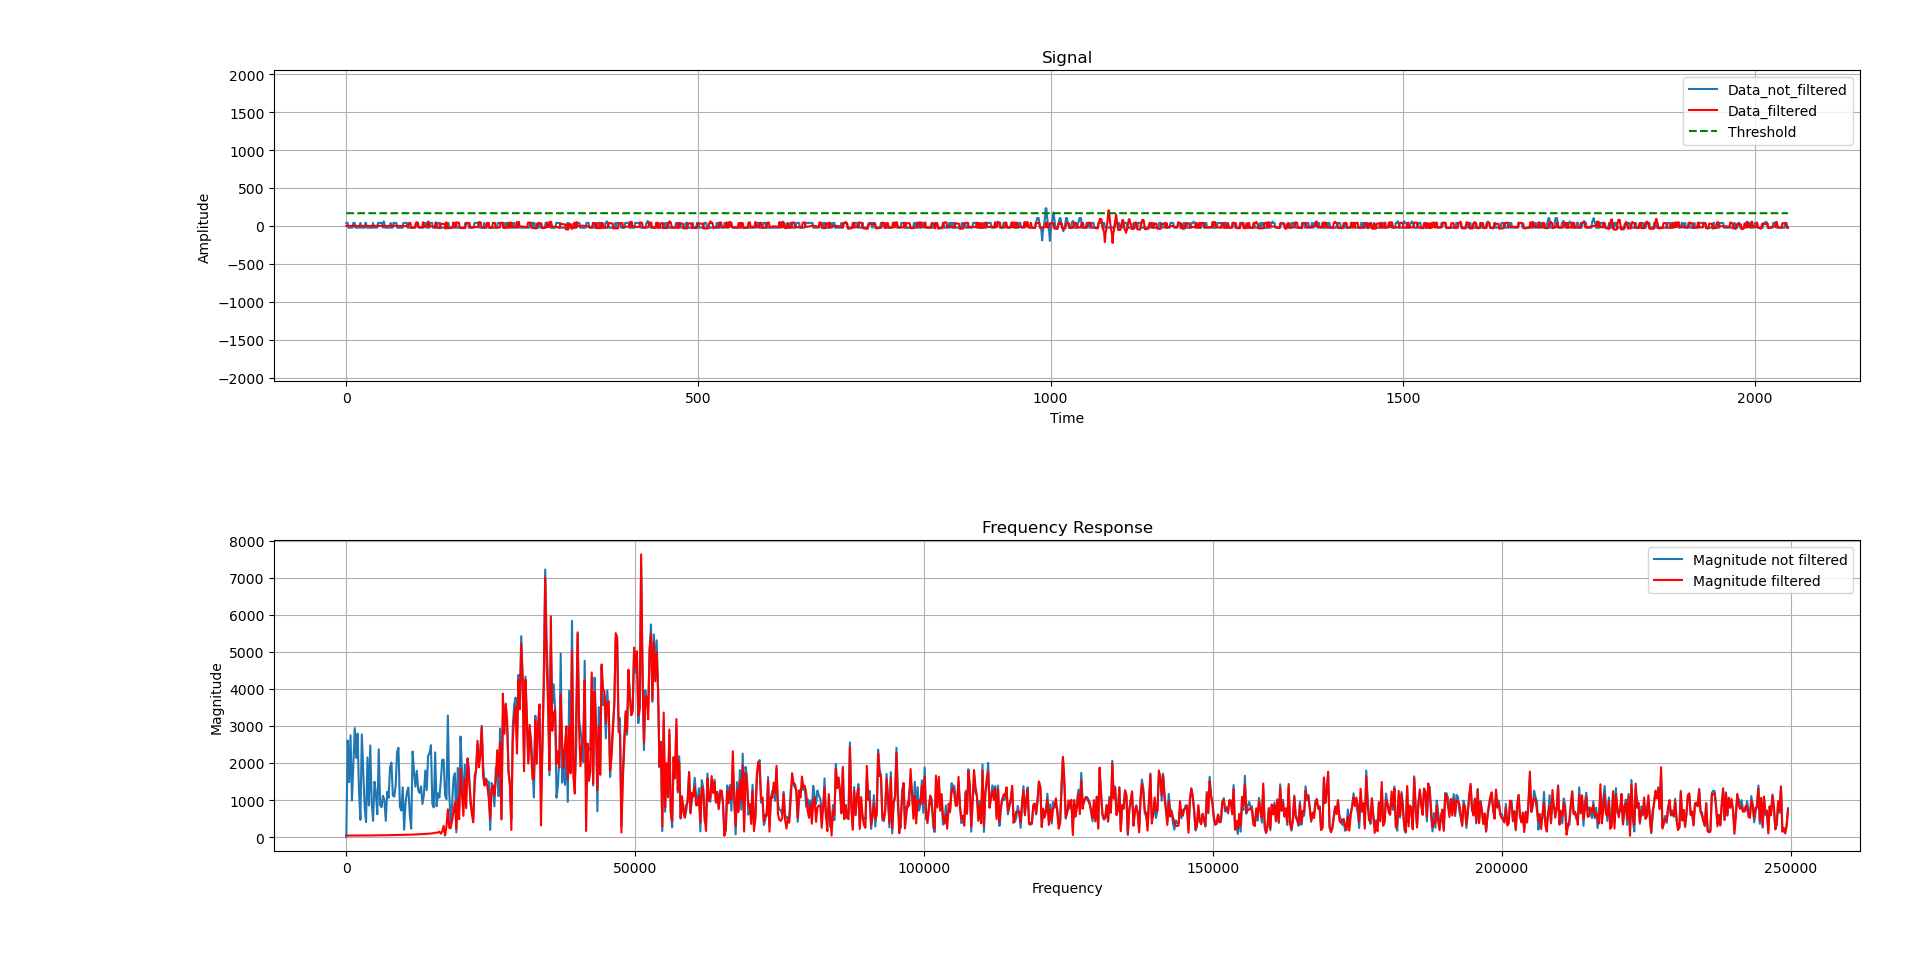 Signal
2000
1500
1000
500
0
−500
−1000
−1500
−2000
Amplitude
Data_not_filtered
Data_filtered
Threshold
0 500 1000 1500 2000
Time
Frequency Response
8000
7000
6000
5000
4000
3000
2000
1000
0
Magnitude
Magnitude not filtered
Magnitude filtered
0 50000 100000 150000 200000 250000
Frequency